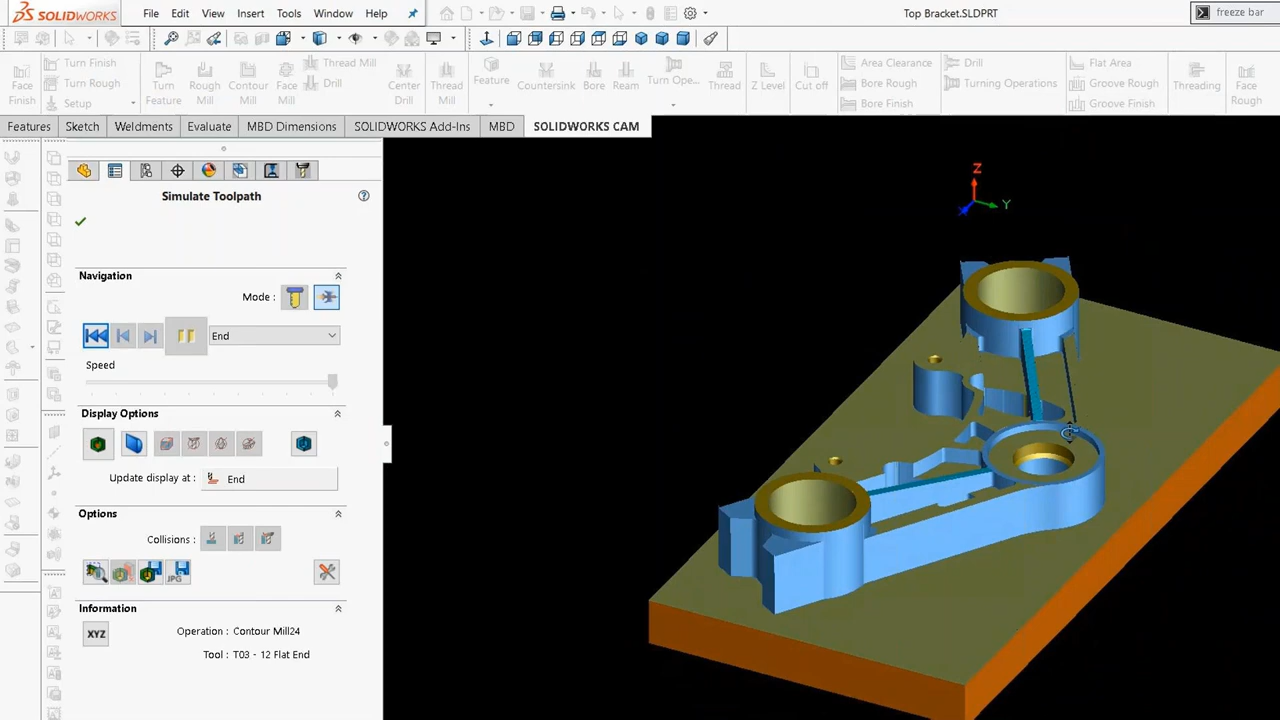 SOLIDWORKS File Edit View Insert Tools Window Help Top Bracket.SLDPRT freeze bar
Face Finish
Turn Finish
Turn Rough
Setup
Turn Feature
Rough Mill
Contour Mill
Face Mill
Thread Mill
Drill
Center Drill
Thread Mill
Feature
Countersink
Bore
Ream
Turn Ope...
Thread
Z Level
Cut off
Area Clearance
Bore Rough
Bore Finish
Drill
Turning Operations
Flat Area
Groove Rough
Groove Finish
Threading
Face Rough
Features Sketch Weldments Evaluate MBD Dimensions SOLIDWORKS Add-Ins MBD SOLIDWORKS CAM
Simulate Toolpath
Navigation
Mode :
End
Speed
Display Options
Update display at : End
Options
Collisions :
JPG
Information
XYZ
Operation : Contour Mill24
Tool : T03 - 12 Flat End
Z
X
Y